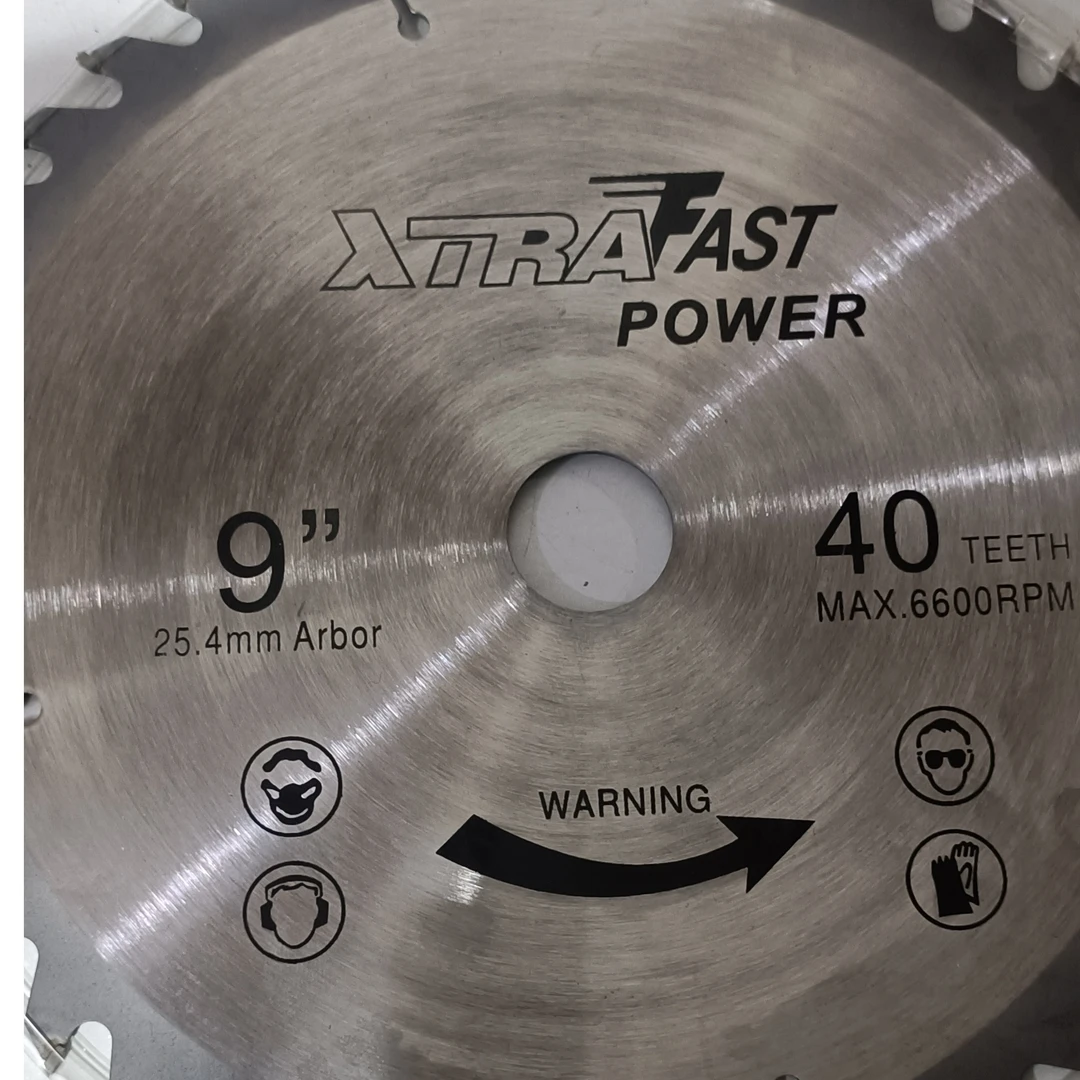 XTRAFAST
POWER
9”
25.4mm Arbor
40 TEETH
MAX.6600RPM
WARNING